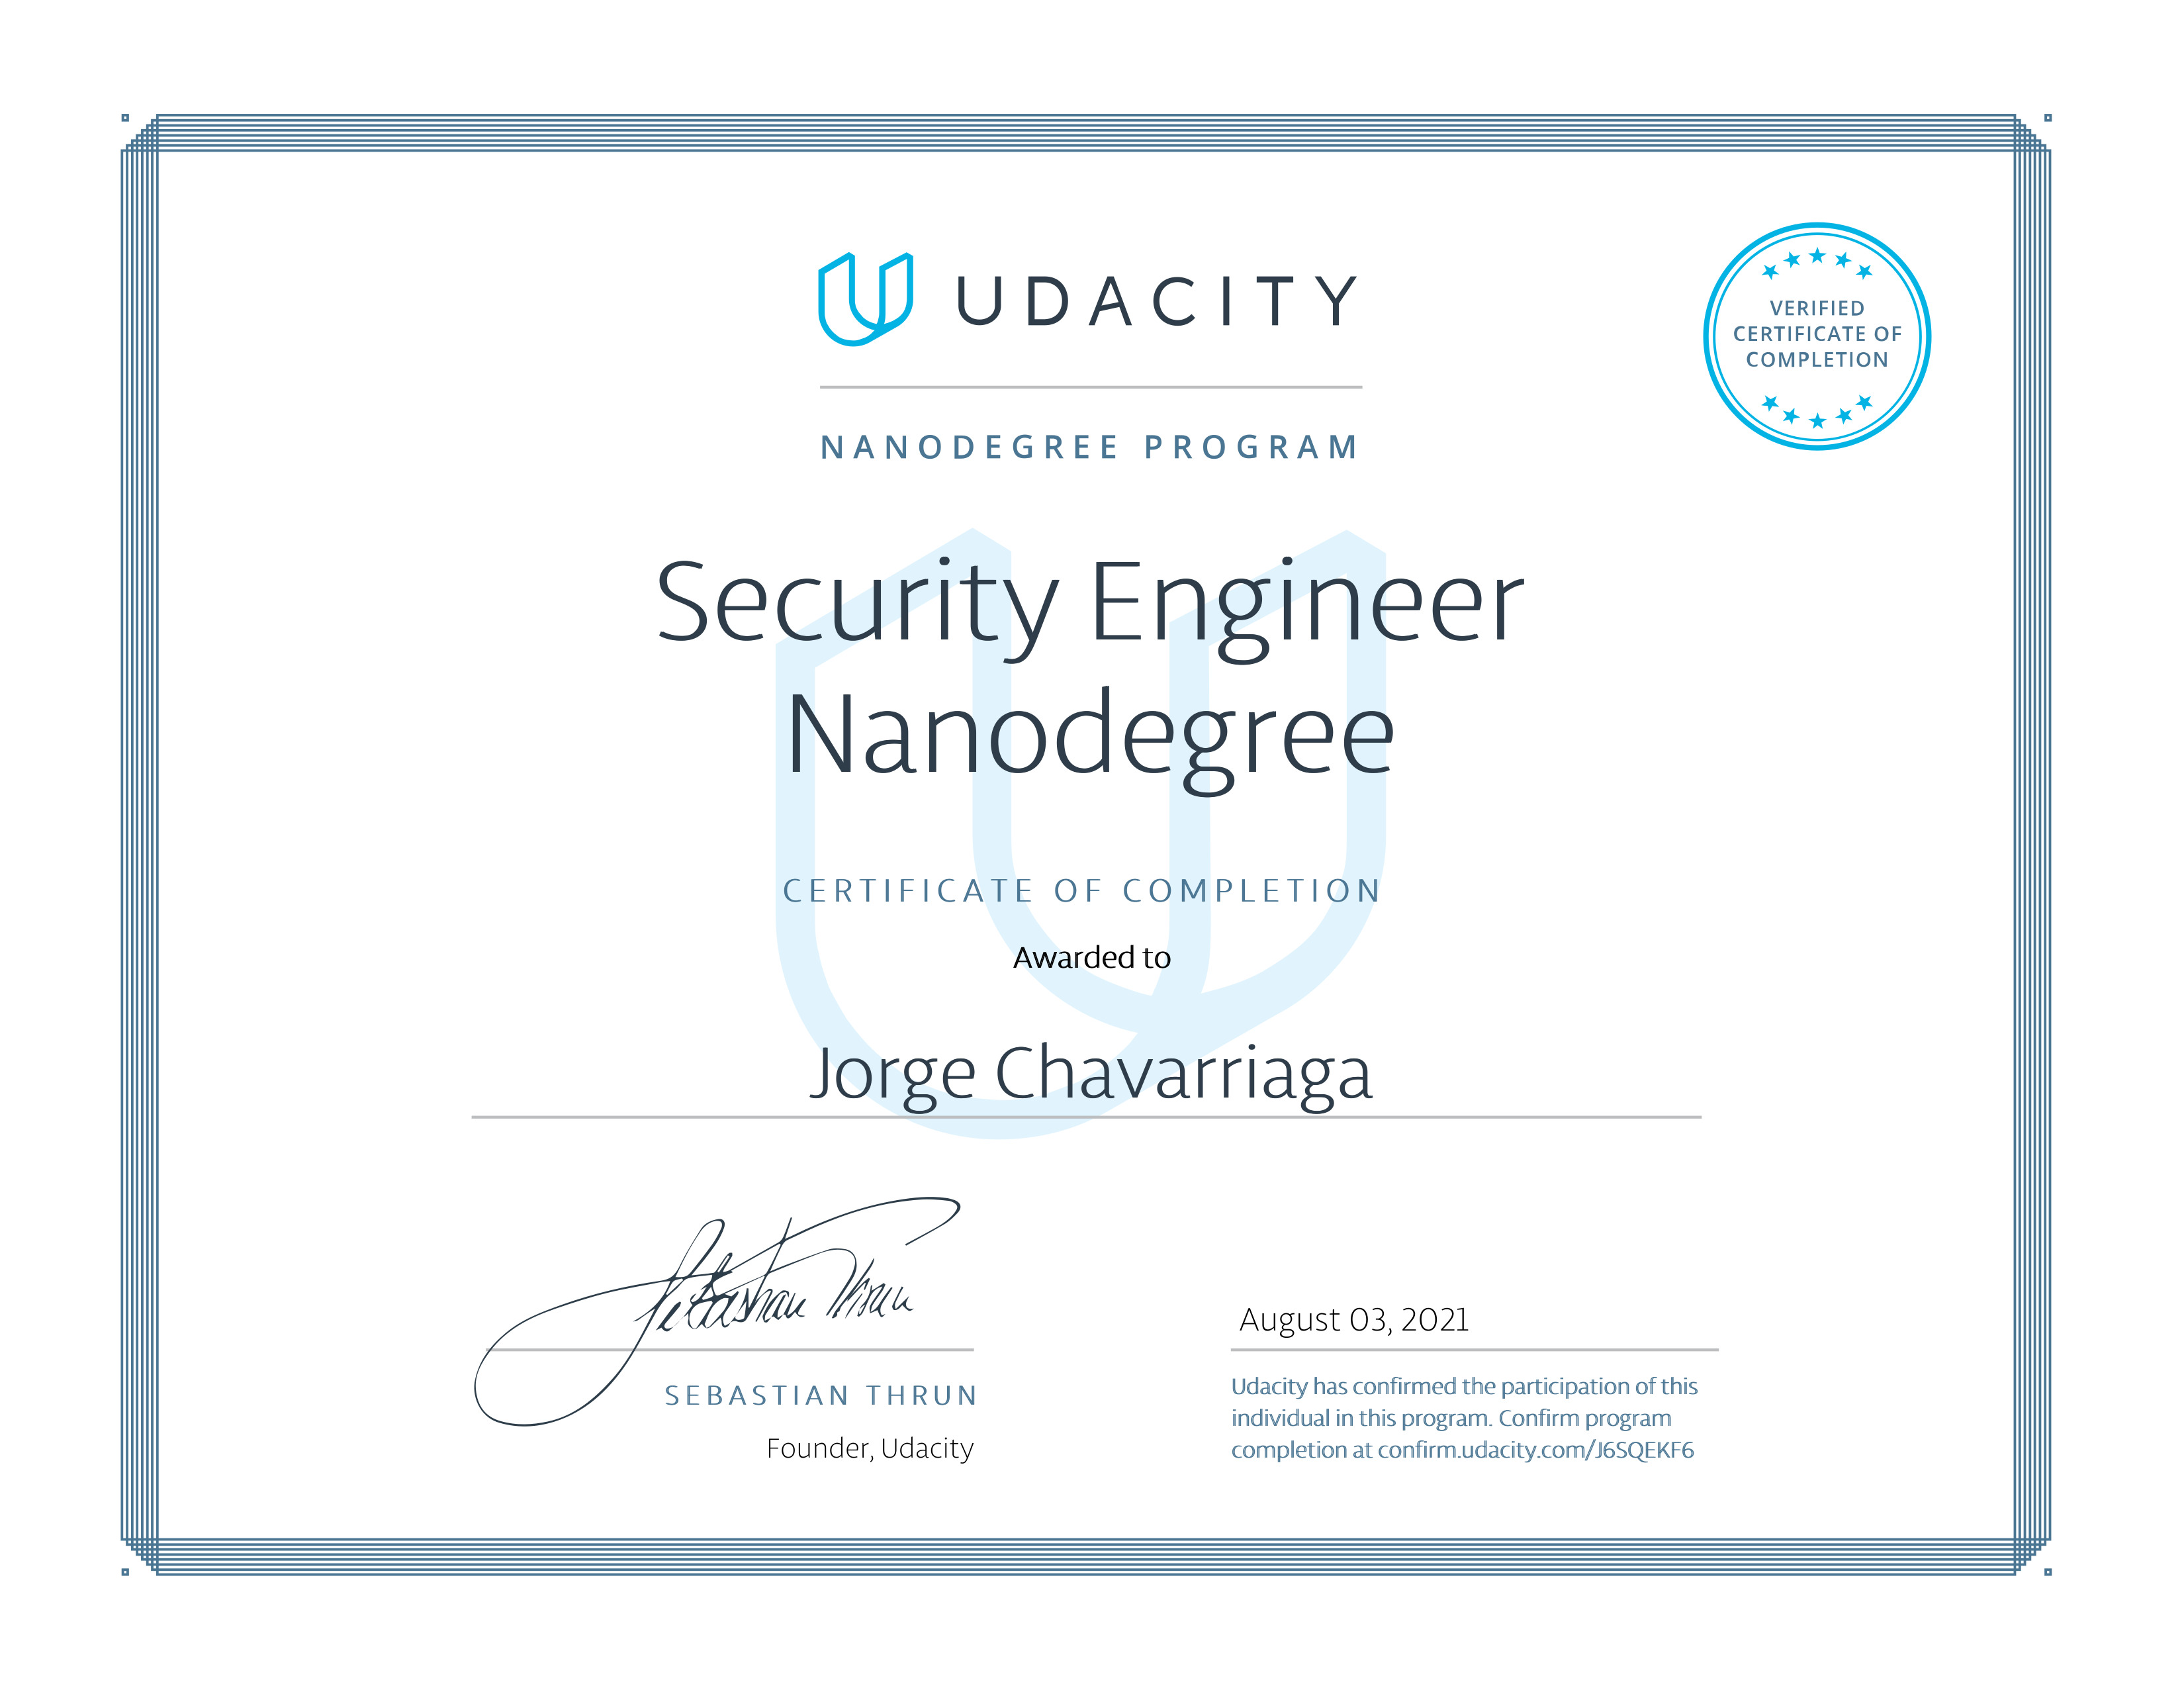 UDACITY
VERIFIED
CERTIFICATE OF
COMPLETION
NANODEGREE PROGRAM
Security Engineer
Nanodegree
CERTIFICATE OF COMPLETION
Awarded to
Jorge Chavarriaga
Sebastian Thrun
August 03, 2021
SEBASTIAN THRUN
Founder, Udacity
Udacity has confirmed the participation of this
individual in this program. Confirm program
completion at confirm.udacity.com/J6SQEKF6